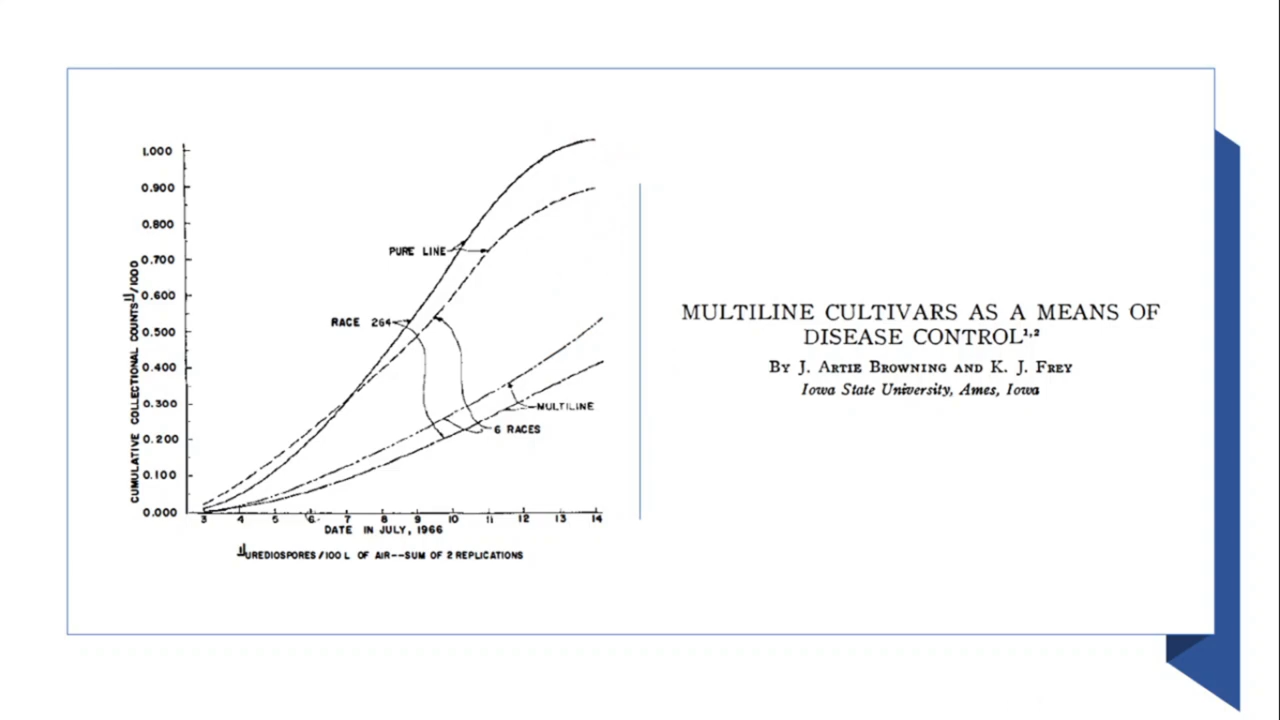 1.000
0.900
0.800
0.700
0.600
0.500
0.400
0.300
0.200
0.100
0.000
CUMULATIVE COLLECTIONAL COUNTS 1/ /1000
PURE LINE
RACE 264
MULTILINE
6 RACES
3 4 5 6 7 8 9 10 11 12 13 14
DATE IN JULY, 1966
1/ UREDIOSPORES/100 L OF AIR--SUM OF 2 REPLICATIONS
MULTILINE CULTIVARS AS A MEANS OF
DISEASE CONTROL1,2
By J. Artie Browning and K. J. Frey
Iowa State University, Ames, Iowa